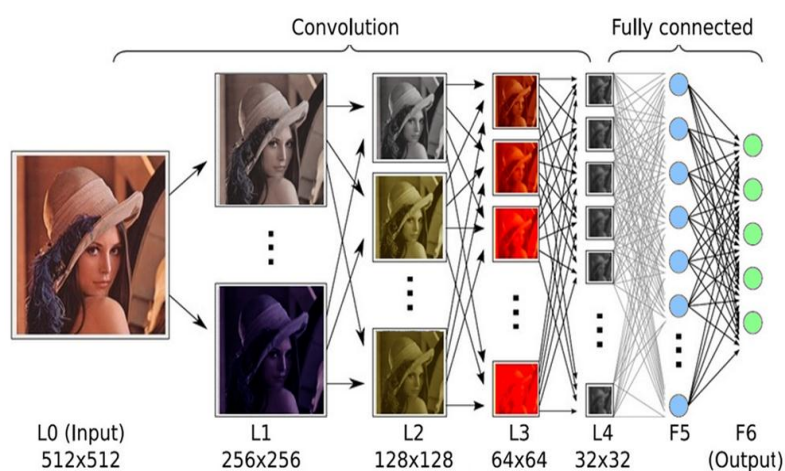 Convolution
Fully connected
L0 (Input)
512x512
L1
256x256
L2
128x128
L3
64x64
L4
32x32
F5
F6
(Output)